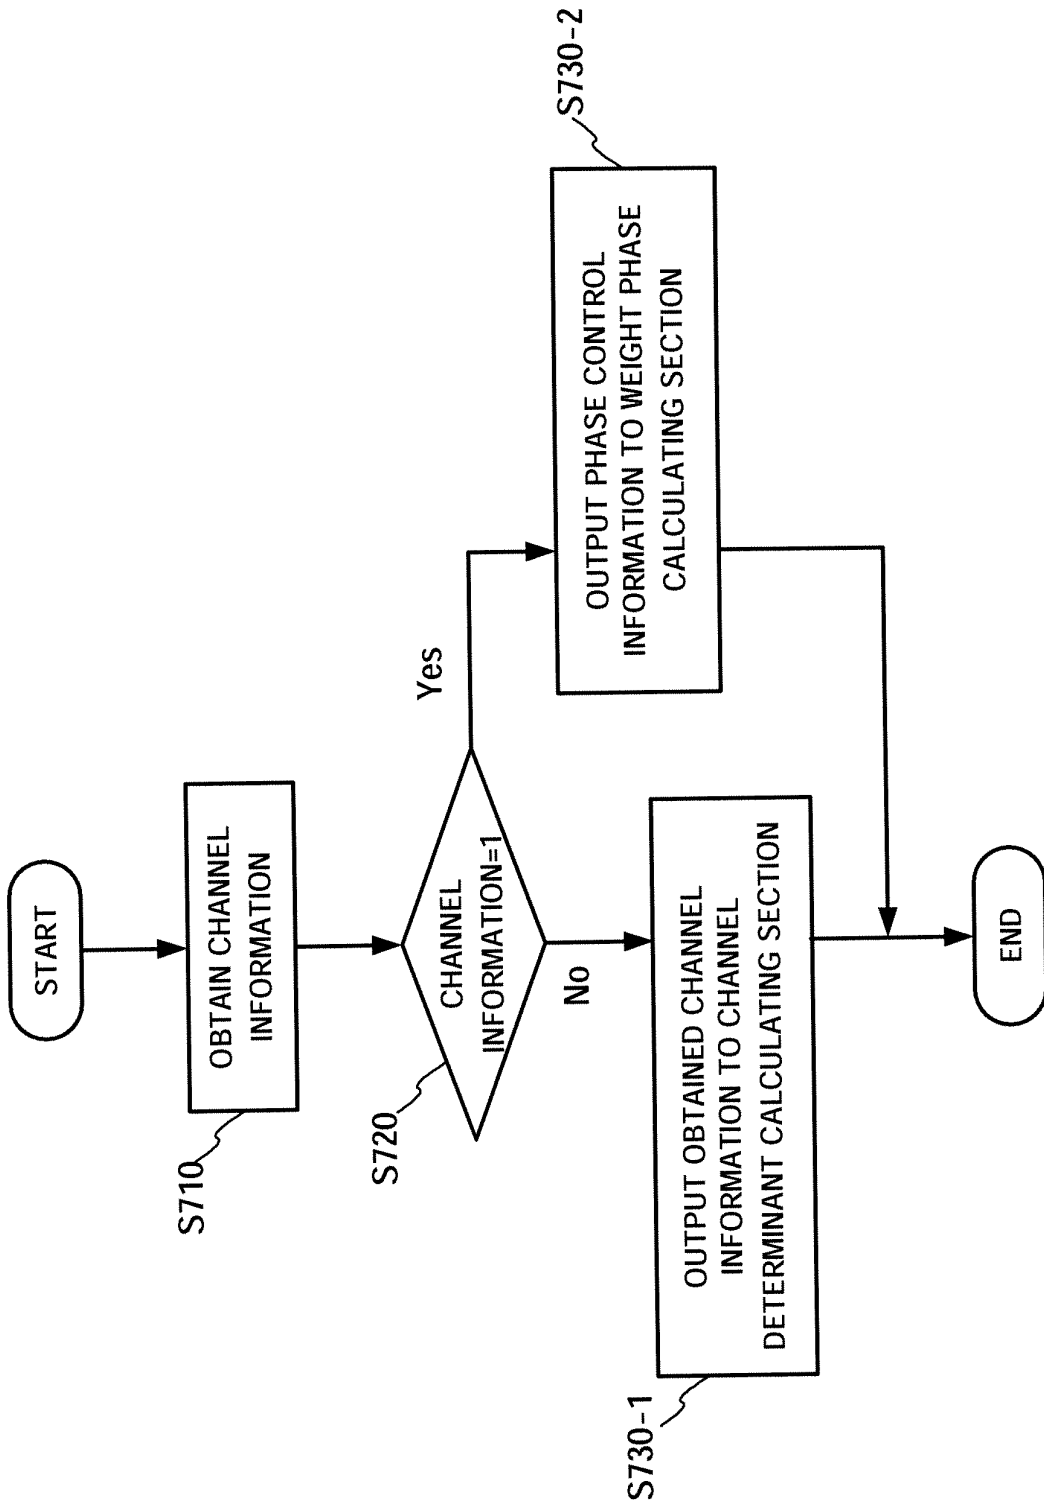 START
S710
OBTAIN CHANNEL
INFORMATION
S720
CHANNEL
INFORMATION=1
Yes
No
S730-1
OUTPUT OBTAINED CHANNEL
INFORMATION TO CHANNEL
DETERMINANT CALCULATING SECTION
S730-2
OUTPUT PHASE CONTROL
INFORMATION TO WEIGHT PHASE
CALCULATING SECTION
END